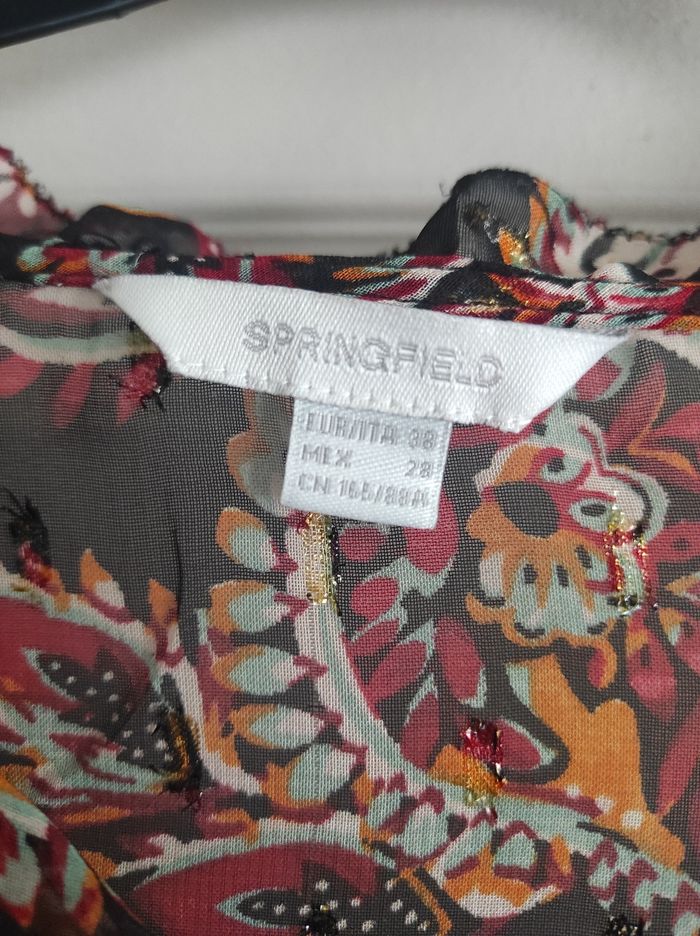 SPRINGFIELD
EUR/ITA 38
MEX 28
CN 165/88A